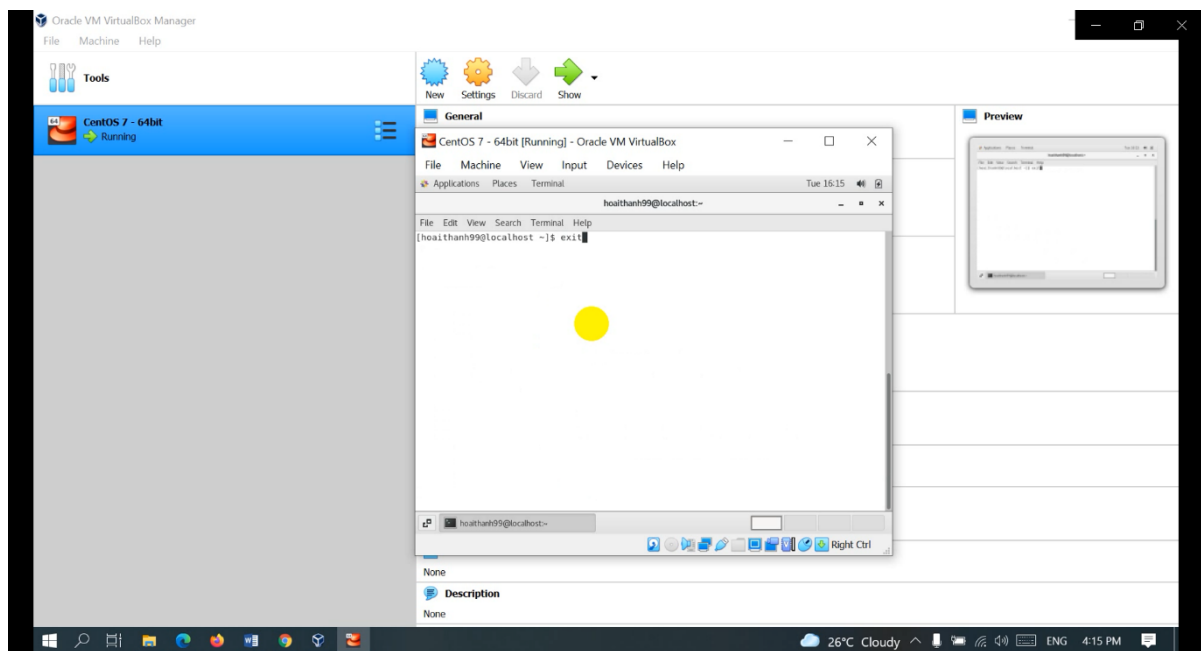 Oracle VM VirtualBox Manager
File Machine Help
Tools
New Settings Discard Show
64 CentOS 7 - 64bit
Running
General
Preview
CentOS 7 - 64bit [Running] - Oracle VM VirtualBox
File Machine View Input Devices Help
Applications Places Terminal Tue 16:15
hoaithanh99@localhost:~
File Edit View Search Terminal Help
[hoaithanh99@localhost ~]$ exit
hoaithanh99@localhost:~
Right Ctrl
None
Description
None
26°C Cloudy ENG 4:15 PM